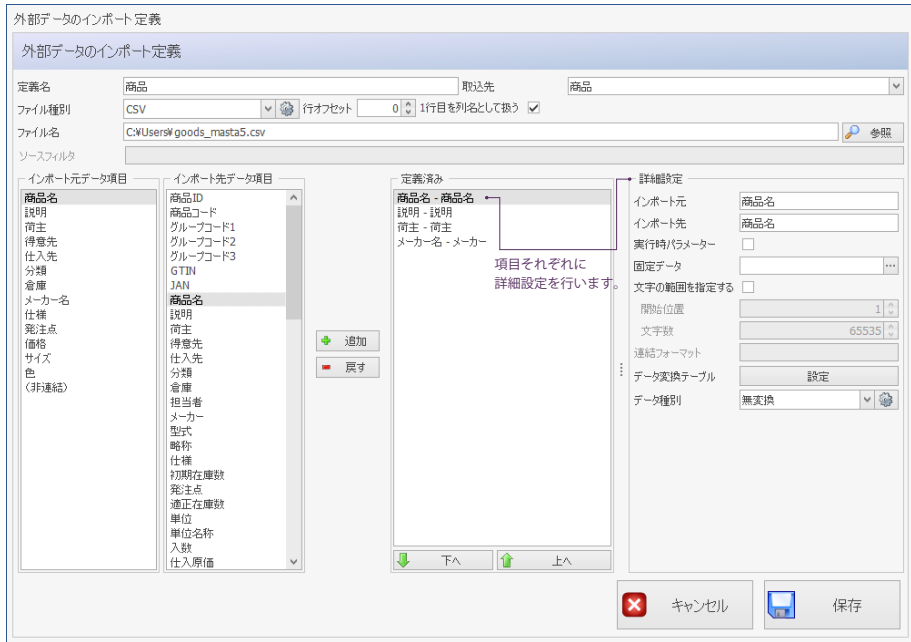 外部データのインポート定義
外部データのインポート定義
定義名 商品 取込先 商品
ファイル種別 CSV 行オフセット 0 1行目を列名として扱う
ファイル名 C:¥Users¥goods_masta5.csv 参照
ソースフィルタ
インポート元データ項目
商品名
説明
荷主
得意先
仕入先
分類
倉庫
メーカー名
仕様
発注点
価格
サイズ
色
(非連結)
インポート先データ項目
商品ID
商品コード
グループコード1
グループコード2
グループコード3
GTIN
JAN
商品名
説明
荷主
得意先
仕入先
分類
倉庫
担当者
メーカー
型式
略称
仕様
初期在庫数
発注点
適正在庫数
単位
単位名称
入数
仕入原価
追加
戻す
定義済み
商品名 - 商品名
説明 - 説明
荷主 - 荷主
メーカー名 - メーカー
項目それぞれに
詳細設定を行います。
下へ 上へ
詳細設定
インポート元 商品名
インポート先 商品名
実行時パラメーター
固定データ ...
文字の範囲を指定する
開始位置 1
文字数 65535
連結フォーマット
データ変換テーブル 設定
データ種別 無変換
キャンセル 保存